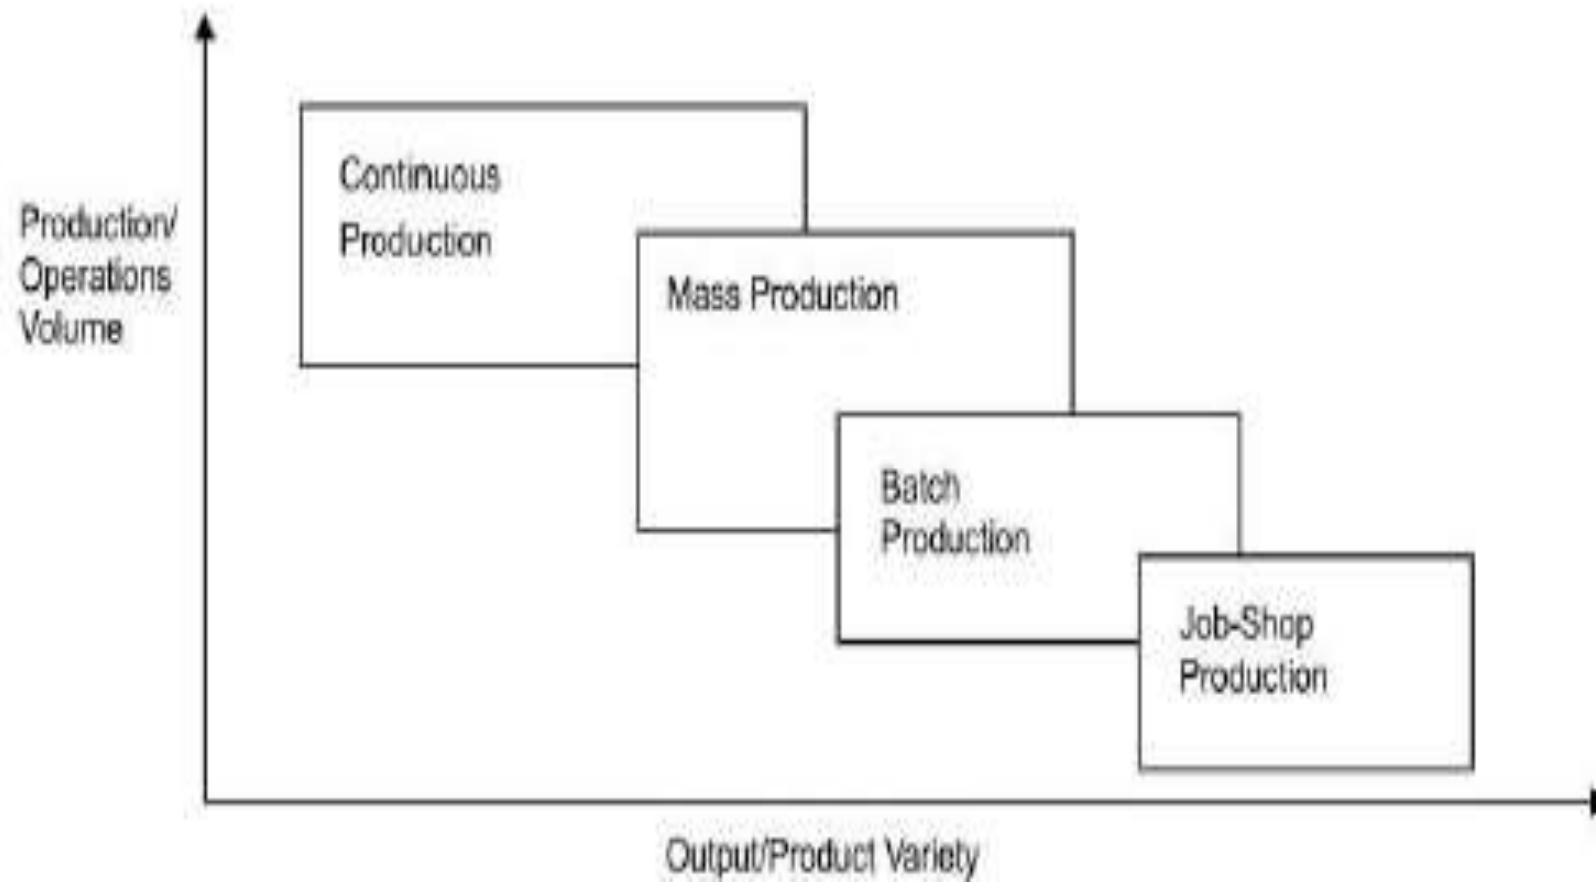 Continuous
Production
Production/
Operations
Volume
Mass Production
Batch
Production
Job-Shop
Production
Output/Product Variety